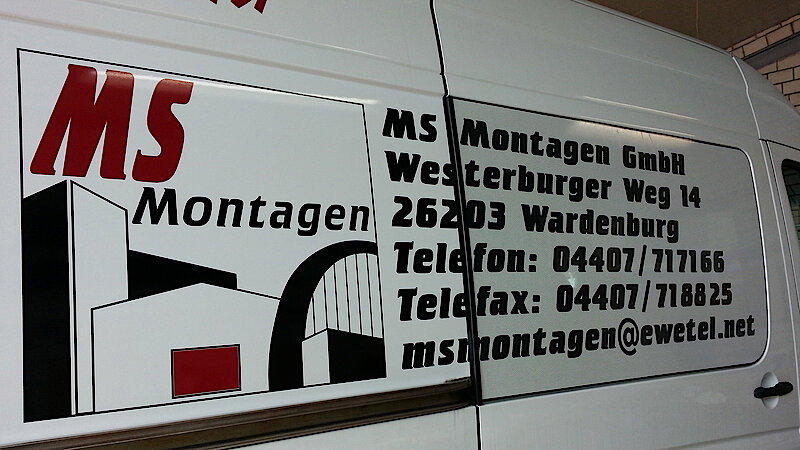 MS
Montagen
MS Montagen GmbH
Westerburger Weg 14
26203 Wardenburg
Telefon: 04407/717166
Telefax: 04407/718825
msmontagen@ewetel.net